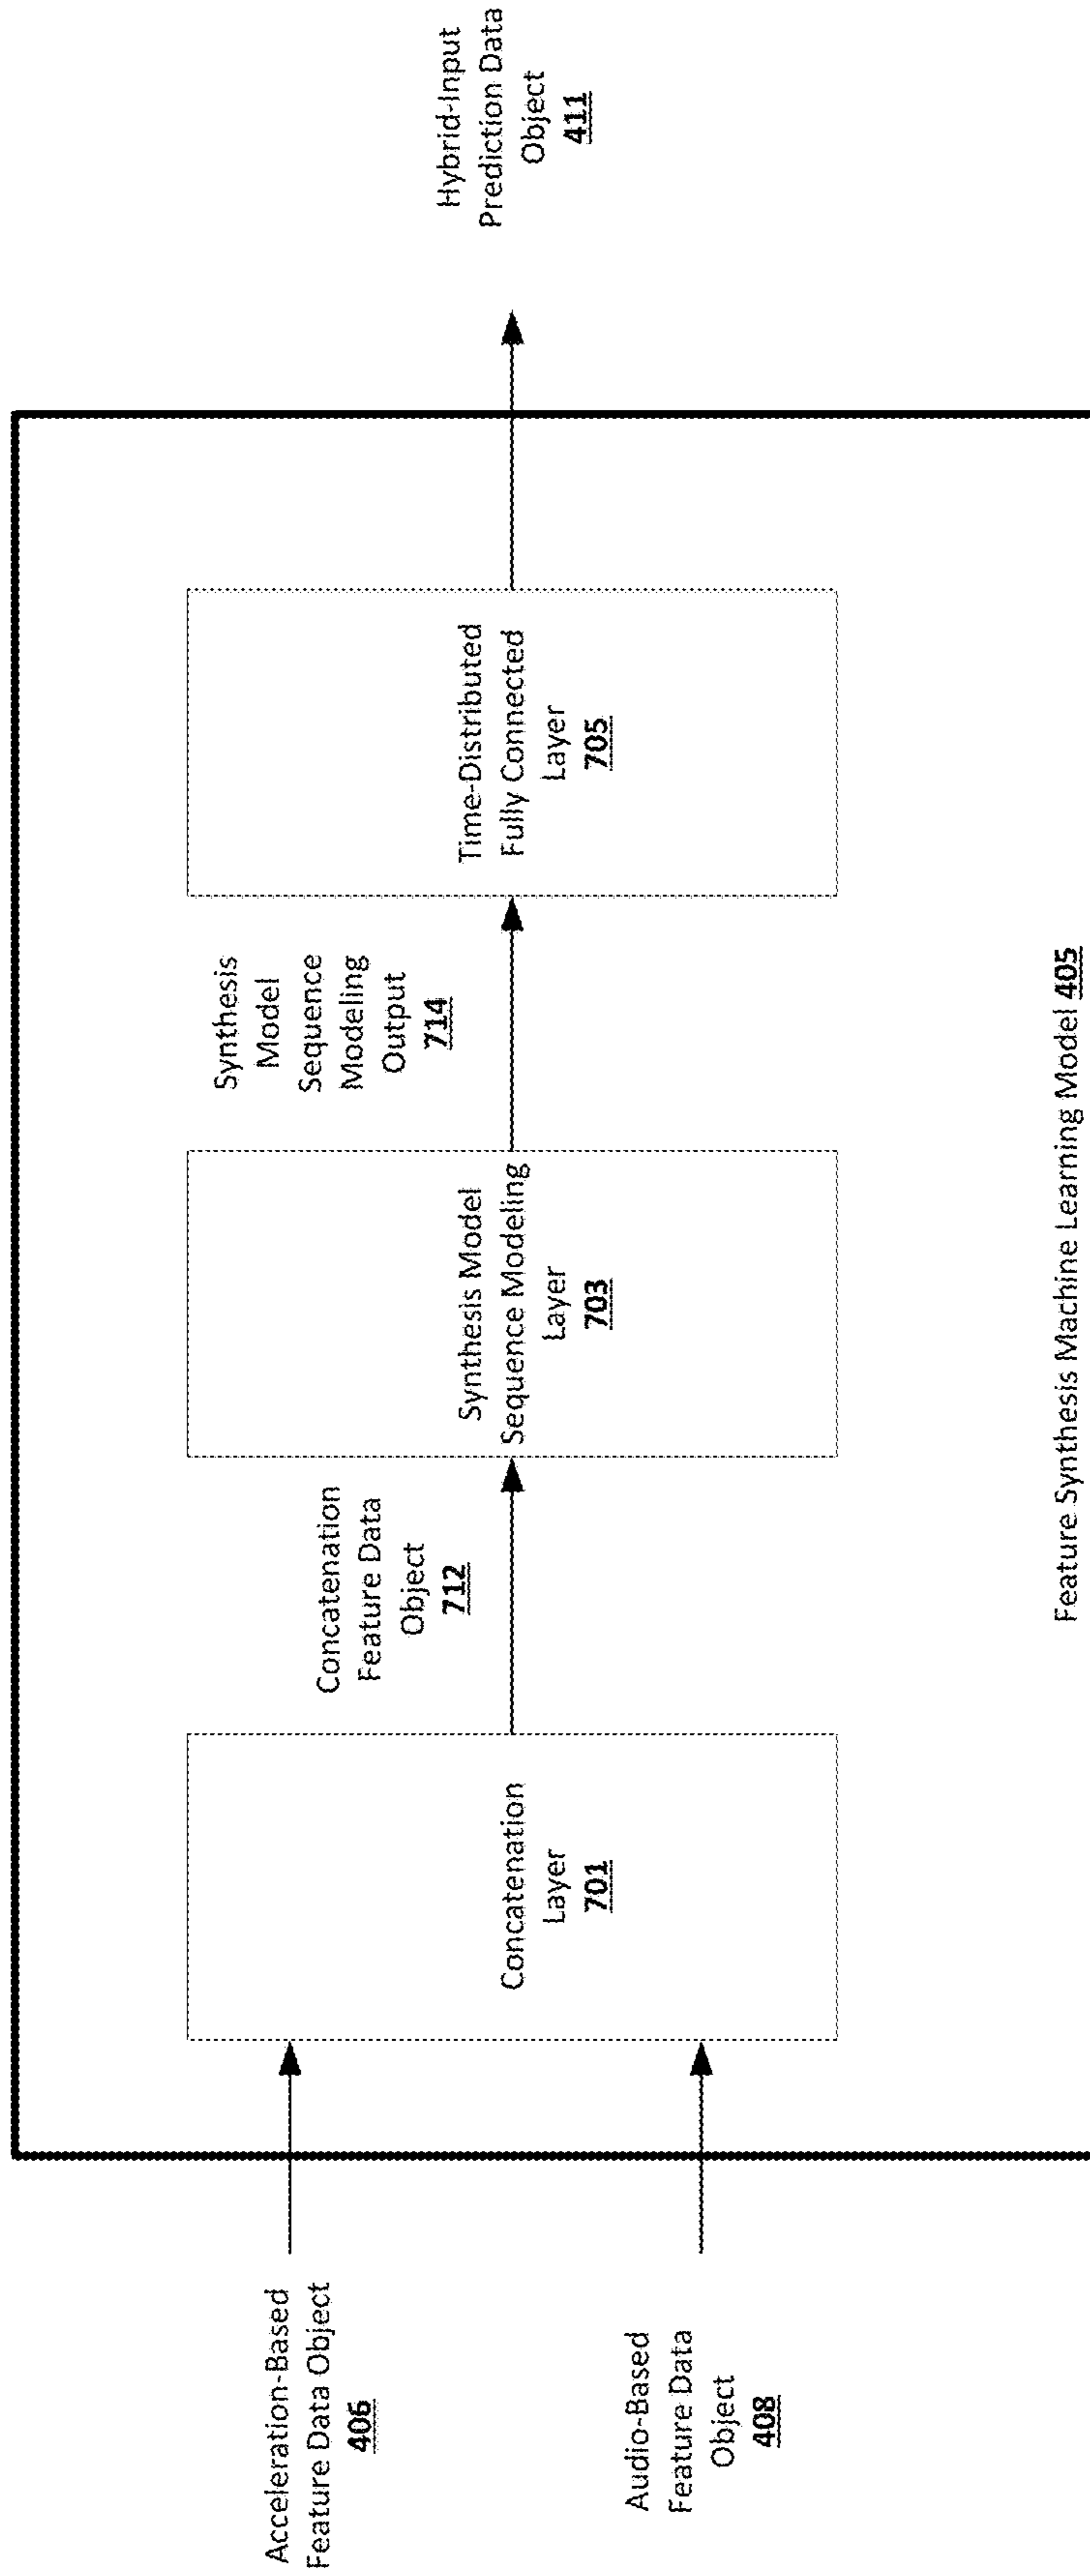 Acceleration-Based
Feature Data Object
406
Audio-Based
Feature Data
Object
408
Concatenation
Layer
701
Concatenation
Feature Data
Object
712
Synthesis Model
Sequence Modeling
Layer
703
Synthesis
Model
Sequence
Modeling
Output
714
Time-Distributed
Fully Connected
Layer
705
Hybrid-Input
Prediction Data
Object
411
Feature Synthesis Machine Learning Model 405